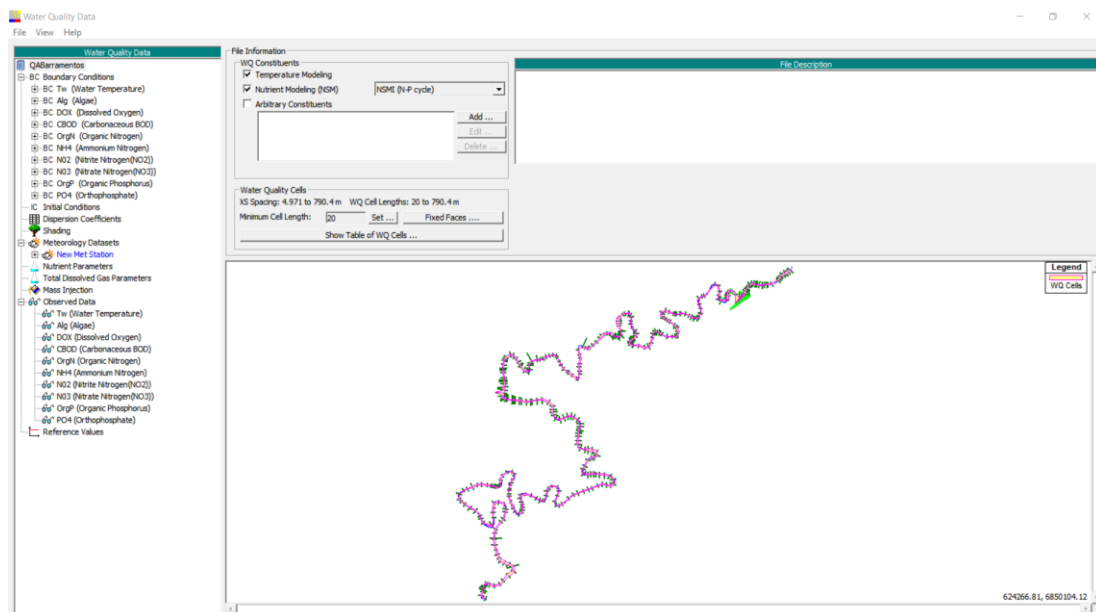 Water Quality Data
File View Help
Water Quality Data
QABarramentos
BC Boundary Conditions
BC Tw (Water Temperature)
BC Alg (Algae)
BC DOX (Dissolved Oxygen)
BC CBOD (Carbonaceous BOD)
BC OrgN (Organic Nitrogen)
BC NH4 (Ammonium Nitrogen)
BC N02 (Nitrite Nitrogen(NO2))
BC N03 (Nitrate Nitrogen(NO3))
BC OrgP (Organic Phosphorus)
BC PO4 (Orthophosphate)
IC Initial Conditions
Dispersion Coefficients
Shading
Meteorology Datasets
New Met Station
Nutrient Parameters
Total Dissolved Gas Parameters
Mass Injection
Observed Data
Tw (Water Temperature)
Alg (Algae)
DOX (Dissolved Oxygen)
CBOD (Carbonaceous BOD)
OrgN (Organic Nitrogen)
NH4 (Ammonium Nitrogen)
N02 (Nitrite Nitrogen(NO2))
N03 (Nitrate Nitrogen(NO3))
OrgP (Organic Phosphorus)
PO4 (Orthophosphate)
Reference Values
File Information
WQ Constituents
Temperature Modeling
Nutrient Modeling (NSM) NSMI (N-P cycle)
Arbitrary Constituents
Add ...
Edit ...
Delete ...
Water Quality Cells
XS Spacing: 4.971 to 790.4 m WQ Cell Lengths: 20 to 790.4 m
Minimum Cell Length: 20 Set ... Fixed Faces ....
Show Table of WQ Cells ...
File Description
Legend
WQ Cells
624266.81, 6850104.12